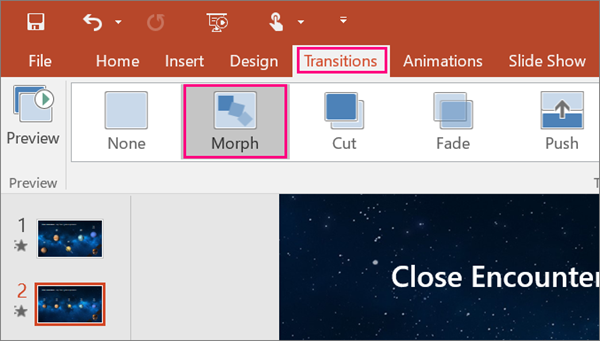 File Home Insert Design Transitions Animations Slide Show
Preview None Morph Cut Fade Push
Preview
1
2
Close Encounter